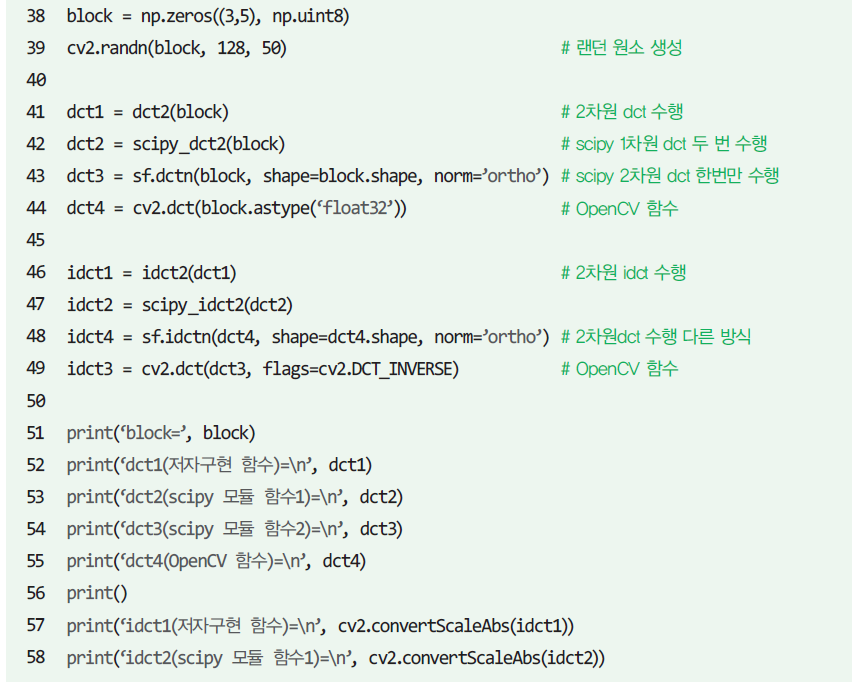 38 block = np.zeros((3,5), np.uint8)
39 cv2.randn(block, 128, 50) # 랜던 원소 생성
40
41 dct1 = dct2(block) # 2차원 dct 수행
42 dct2 = scipy_dct2(block) # scipy 1차원 dct 두 번 수행
43 dct3 = sf.dctn(block, shape=block.shape, norm=’ortho’) # scipy 2차원 dct 한번만 수행
44 dct4 = cv2.dct(block.astype(‘float32’)) # OpenCV 함수
45
46 idct1 = idct2(dct1) # 2차원 idct 수행
47 idct2 = scipy_idct2(dct2)
48 idct4 = sf.idctn(dct4, shape=dct4.shape, norm=’ortho’) # 2차원dct 수행 다른 방식
49 idct3 = cv2.dct(dct3, flags=cv2.DCT_INVERSE) # OpenCV 함수
50
51 print(‘block=’, block)
52 print(‘dct1(저자구현 함수)=\n’, dct1)
53 print(‘dct2(scipy 모듈 함수1)=\n’, dct2)
54 print(‘dct3(scipy 모듈 함수2)=\n’, dct3)
55 print(‘dct4(OpenCV 함수)=\n’, dct4)
56 print()
57 print(‘idct1(저자구현 함수)=\n’, cv2.convertScaleAbs(idct1))
58 print(‘idct2(scipy 모듈 함수1)=\n’, cv2.convertScaleAbs(idct2))